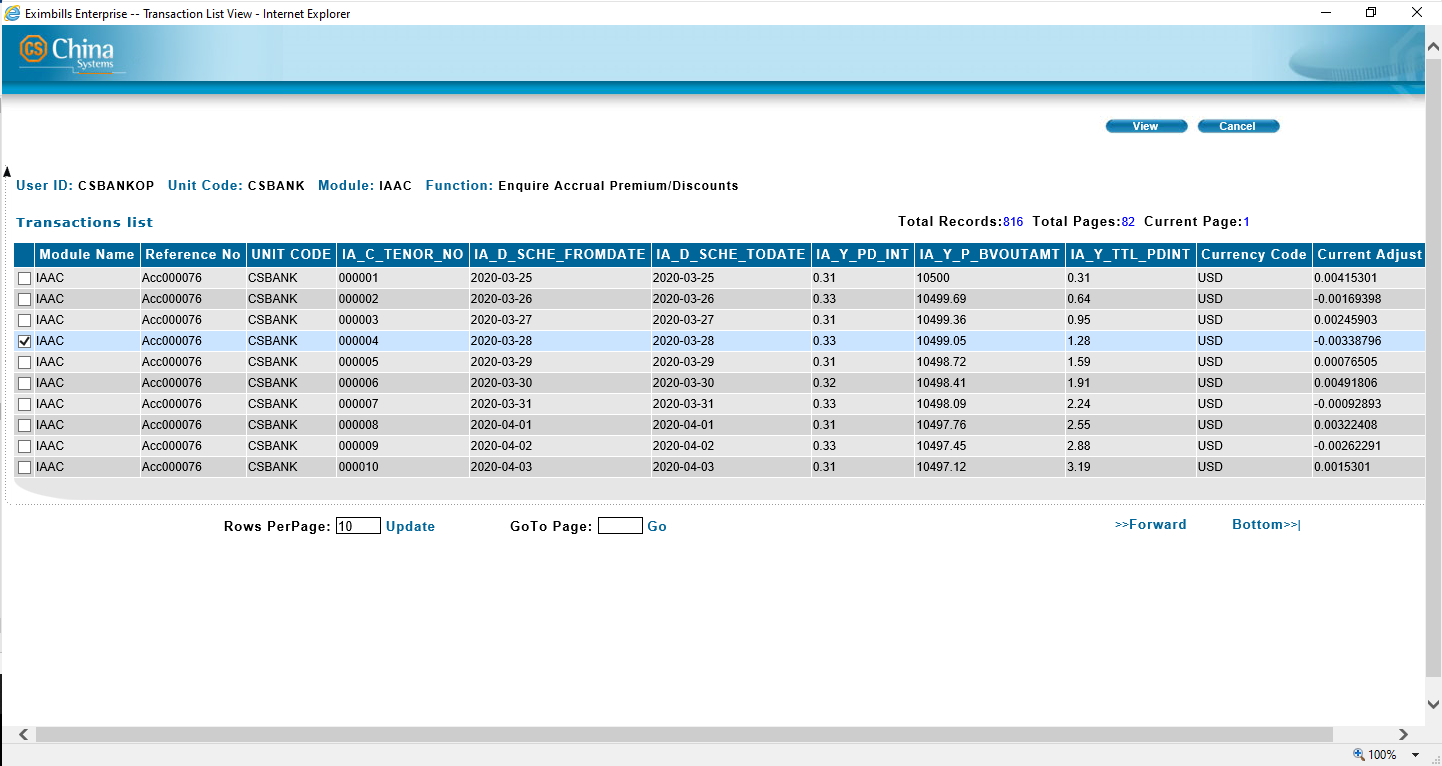 Eximbills Enterprise -- Transaction List View - Internet Explorer
CS China
Systems
View Cancel
User ID: CSBANKOP Unit Code: CSBANK Module: IAAC Function: Enquire Accrual Premium/Discounts
Transactions list Total Records:816 Total Pages:82 Current Page:1
Module Name Reference No UNIT CODE IA_C_TENOR_NO IA_D_SCHE_FROMDATE IA_D_SCHE_TODATE IA_Y_PD_INT IA_Y_P_BVOUTAMT IA_Y_TTL_PDINT Currency Code Current Adjust
IAAC Acc000076 CSBANK 000001 2020-03-25 2020-03-25 0.31 10500 0.31 USD 0.00415301
IAAC Acc000076 CSBANK 000002 2020-03-26 2020-03-26 0.33 10499.69 0.64 USD -0.00169398
IAAC Acc000076 CSBANK 000003 2020-03-27 2020-03-27 0.31 10499.36 0.95 USD 0.00245903
IAAC Acc000076 CSBANK 000004 2020-03-28 2020-03-28 0.33 10499.05 1.28 USD -0.00338796
IAAC Acc000076 CSBANK 000005 2020-03-29 2020-03-29 0.31 10498.72 1.59 USD 0.00076505
IAAC Acc000076 CSBANK 000006 2020-03-30 2020-03-30 0.32 10498.41 1.91 USD 0.00491806
IAAC Acc000076 CSBANK 000007 2020-03-31 2020-03-31 0.33 10498.09 2.24 USD -0.00092893
IAAC Acc000076 CSBANK 000008 2020-04-01 2020-04-01 0.31 10497.76 2.55 USD 0.00322408
IAAC Acc000076 CSBANK 000009 2020-04-02 2020-04-02 0.33 10497.45 2.88 USD -0.00262291
IAAC Acc000076 CSBANK 000010 2020-04-03 2020-04-03 0.31 10497.12 3.19 USD 0.0015301
Rows PerPage: 10 Update GoTo Page: Go >>Forward Bottom>>|
100%